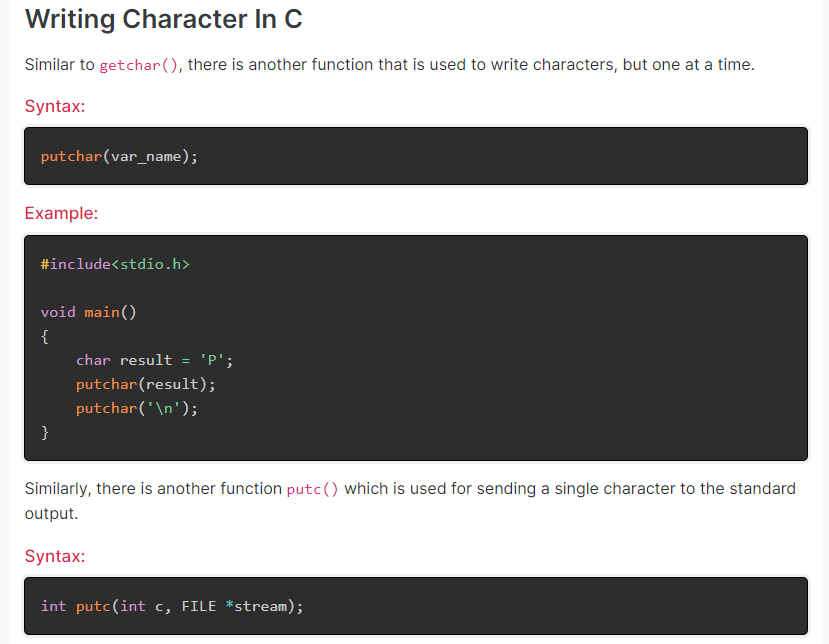 Writing Character In C
Similar to getchar(), there is another function that is used to write characters, but one at a time.
Syntax:
putchar(var_name);
Example:
#include<stdio.h>
void main()
{
    char result = 'P';
    putchar(result);
    putchar('\n');
}
Similarly, there is another function putc() which is used for sending a single character to the standard
output.
Syntax:
int putc(int c, FILE *stream);